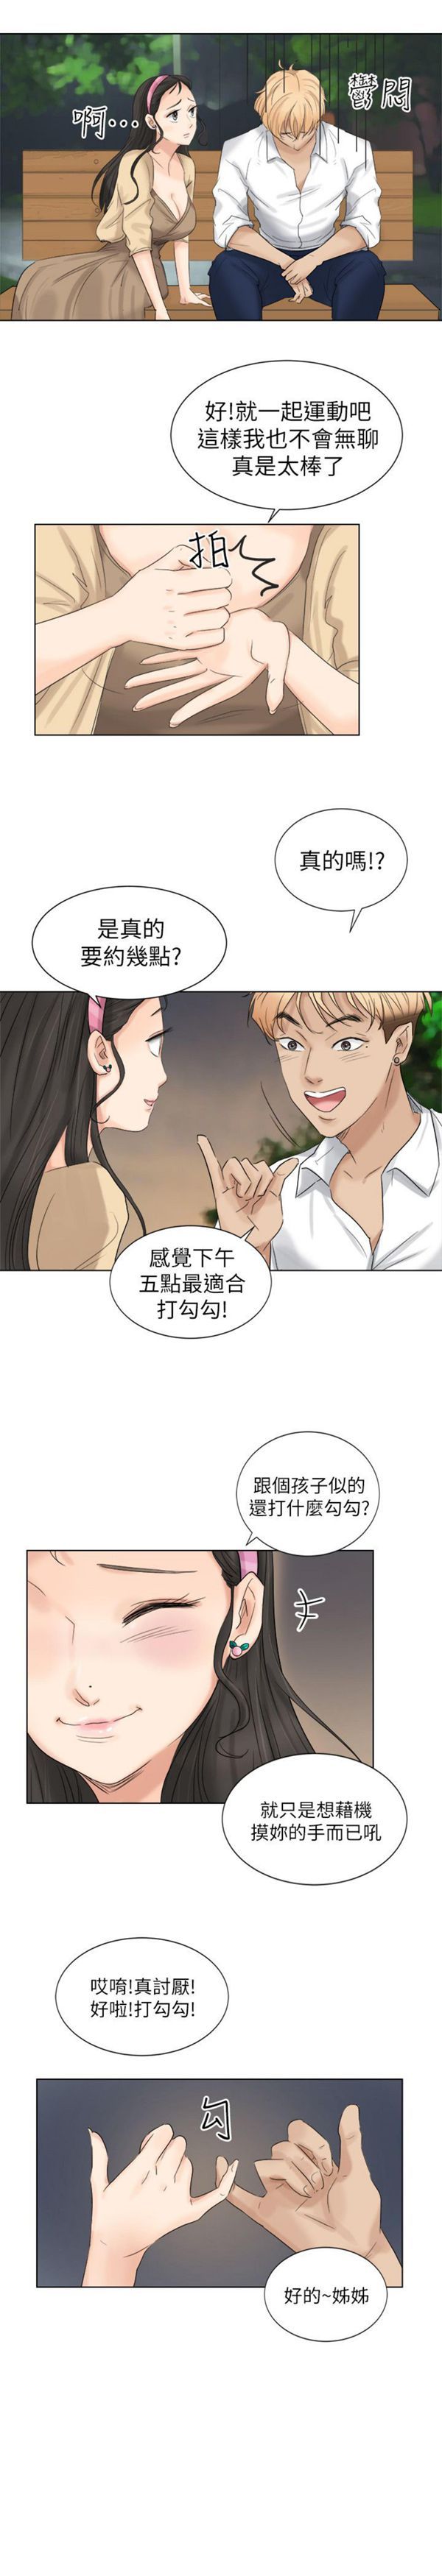 啊...
鬱悶
好!就一起運動吧
這樣我也不會無聊
真是太棒了
拍
真的嗎!?
是真的
要約幾點?
感覺下午
五點最適合
打勾勾!
跟個孩子似的
還打什麼勾勾?
就只是想藉機
摸妳的手而已吼
哎唷!真討厭!
好啦!打勾勾!
勾
好的~姊姊